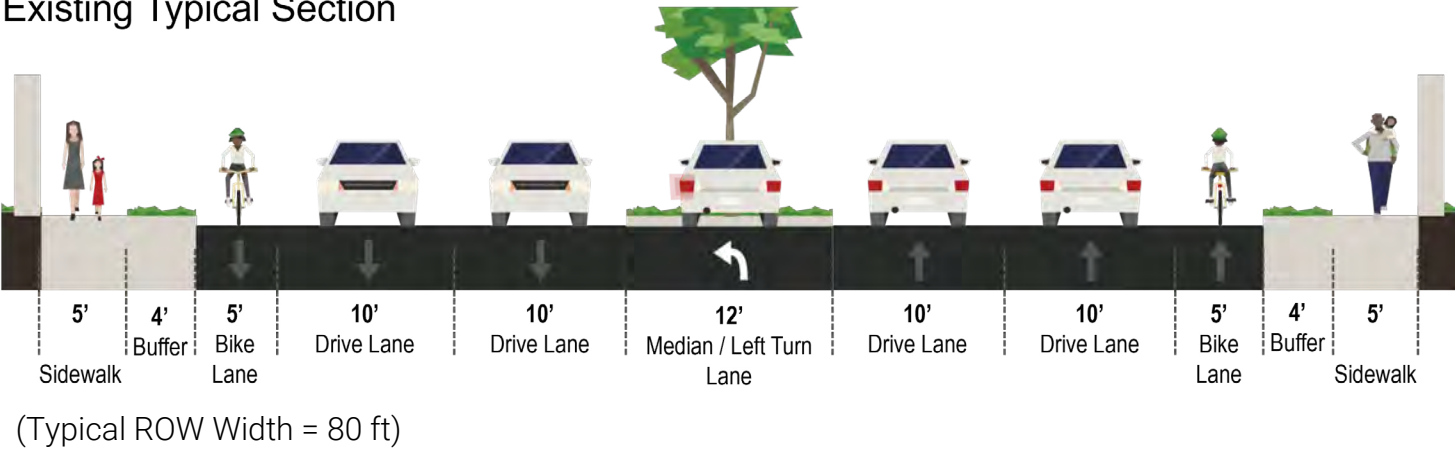 Existing Typical Section
5’ 4’ 5’ 10’ 10’ 12’ 10’ 10’ 5’ 4’ 5’
Buffer Bike Drive Lane Drive Lane Median / Left Turn Drive Lane Drive Lane Bike Buffer
Sidewalk Lane Lane Lane Sidewalk
(Typical ROW Width = 80 ft)